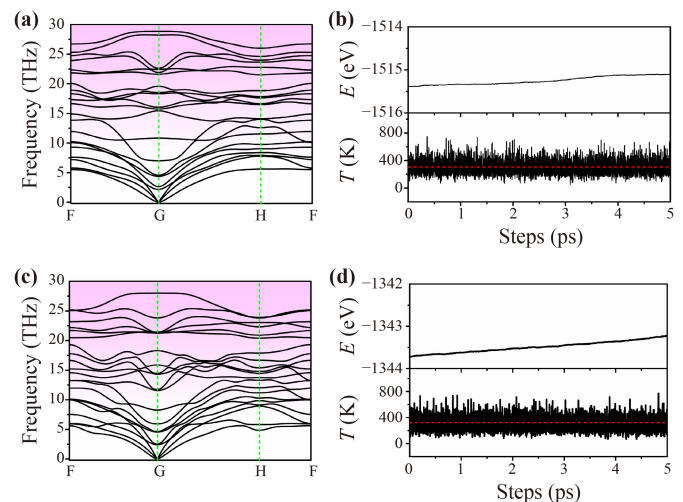 (a)
30
25
20
15
10
5
0
Frequency (THz)
F G H F
(b)
−1514
−1515
−1516
E (eV)
800
400
0
T (K)
0 1 2 3 4 5
Steps (ps)
(c)
30
25
20
15
10
5
0
Frequency (THz)
F G H F
(d)
−1342
−1343
−1344
E (eV)
800
400
0
T (K)
0 1 2 3 4 5
Steps (ps)